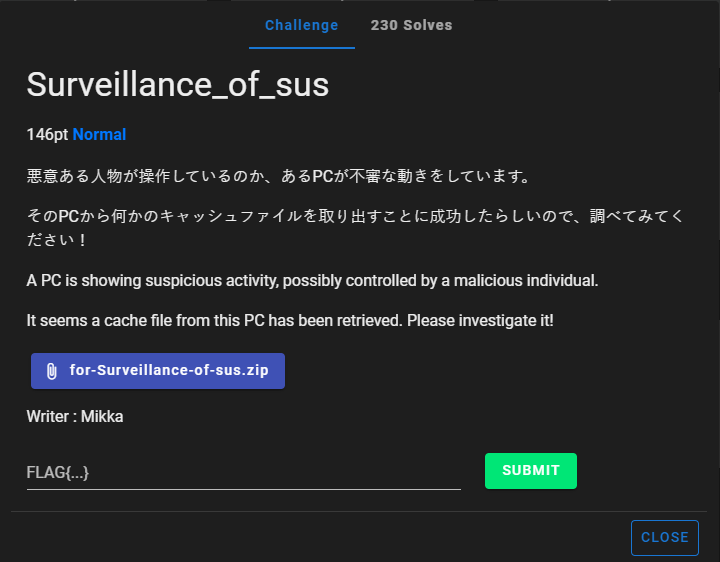 Challenge
230 Solves
Surveillance_of_sus
146pt Normal
悪意ある人物が操作しているのか、あるPCが不審な動きをしています。
そのPCから何かのキャッシュファイルを取り出すことに成功したらしいので、調べてみてく
ださい！
A PC is showing suspicious activity, possibly controlled by a malicious individual.
It seems a cache file from this PC has been retrieved. Please investigate it!
for-Surveillance-of-sus.zip
Writer : Mikka
FLAG{...}
SUBMIT
CLOSE